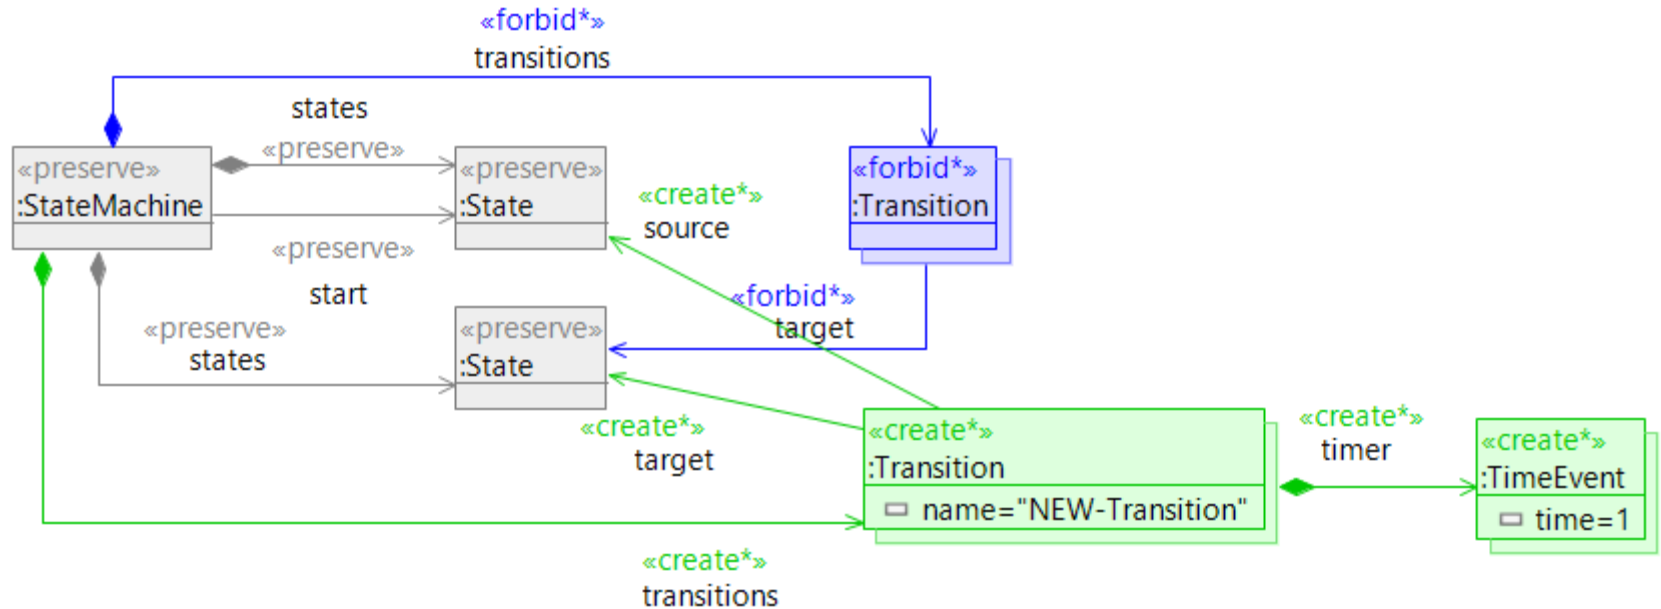 «forbid*»
transitions
states
«preserve»
«preserve»
:StateMachine
«preserve»
:State
«forbid*»
:Transition
«create*»
source
«preserve»
start
«forbid*»
target
«preserve»
states
«preserve»
:State
«create*»
target
«create*»
:Transition
name="NEW-Transition"
«create*»
timer
«create*»
:TimeEvent
time=1
«create*»
transitions